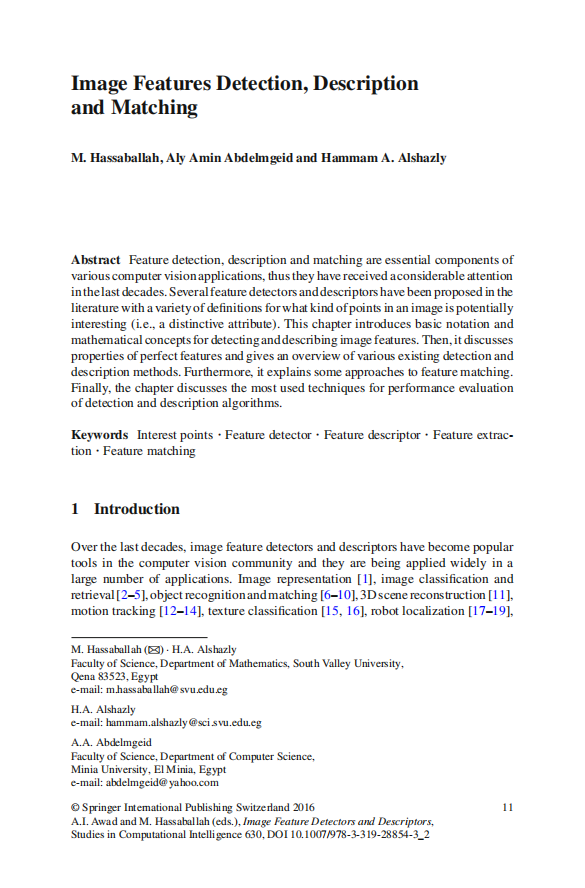 Image Features Detection, Description
and Matching
M. Hassaballah, Aly Amin Abdelmgeid and Hammam A. Alshazly
Abstract Feature detection, description and matching are essential components of
various computer vision applications, thus they have received a considerable attention
in the last decades. Several feature detectors and descriptors have been proposed in the
literature with a variety of definitions for what kind of points in an image is potentially
interesting (i.e., a distinctive attribute). This chapter introduces basic notation and
mathematical concepts for detecting and describing image features. Then, it discusses
properties of perfect features and gives an overview of various existing detection and
description methods. Furthermore, it explains some approaches to feature matching.
Finally, the chapter discusses the most used techniques for performance evaluation
of detection and description algorithms.
Keywords Interest points · Feature detector · Feature descriptor · Feature extrac-
tion · Feature matching
1 Introduction
Over the last decades, image feature detectors and descriptors have become popular
tools in the computer vision community and they are being applied widely in a
large number of applications. Image representation [1], image classification and
retrieval [2–5], object recognition and matching [6–10], 3D scene reconstruction [11],
motion tracking [12–14], texture classification [15, 16], robot localization [17–19],
M. Hassaballah (✉) · H.A. Alshazly
Faculty of Science, Department of Mathematics, South Valley University,
Qena 83523, Egypt
e-mail: m.hassaballah@svu.edu.eg
H.A. Alshazly
e-mail: hammam.alshazly@sci.svu.edu.eg
A.A. Abdelmgeid
Faculty of Science, Department of Computer Science,
Minia University, El Minia, Egypt
e-mail: abdelmgeid@yahoo.com
© Springer International Publishing Switzerland 2016 11
A.I. Awad and M. Hassaballah (eds.), Image Feature Detectors and Descriptors,
Studies in Computational Intelligence 630, DOI 10.1007/978-3-319-28854-3_2